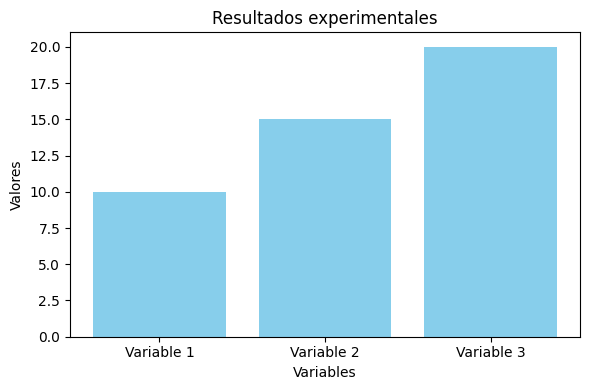 Resultados experimentales
20.0
17.5
15.0
12.5
10.0
7.5
5.0
2.5
0.0
Valores
Variable 1 Variable 2 Variable 3
Variables